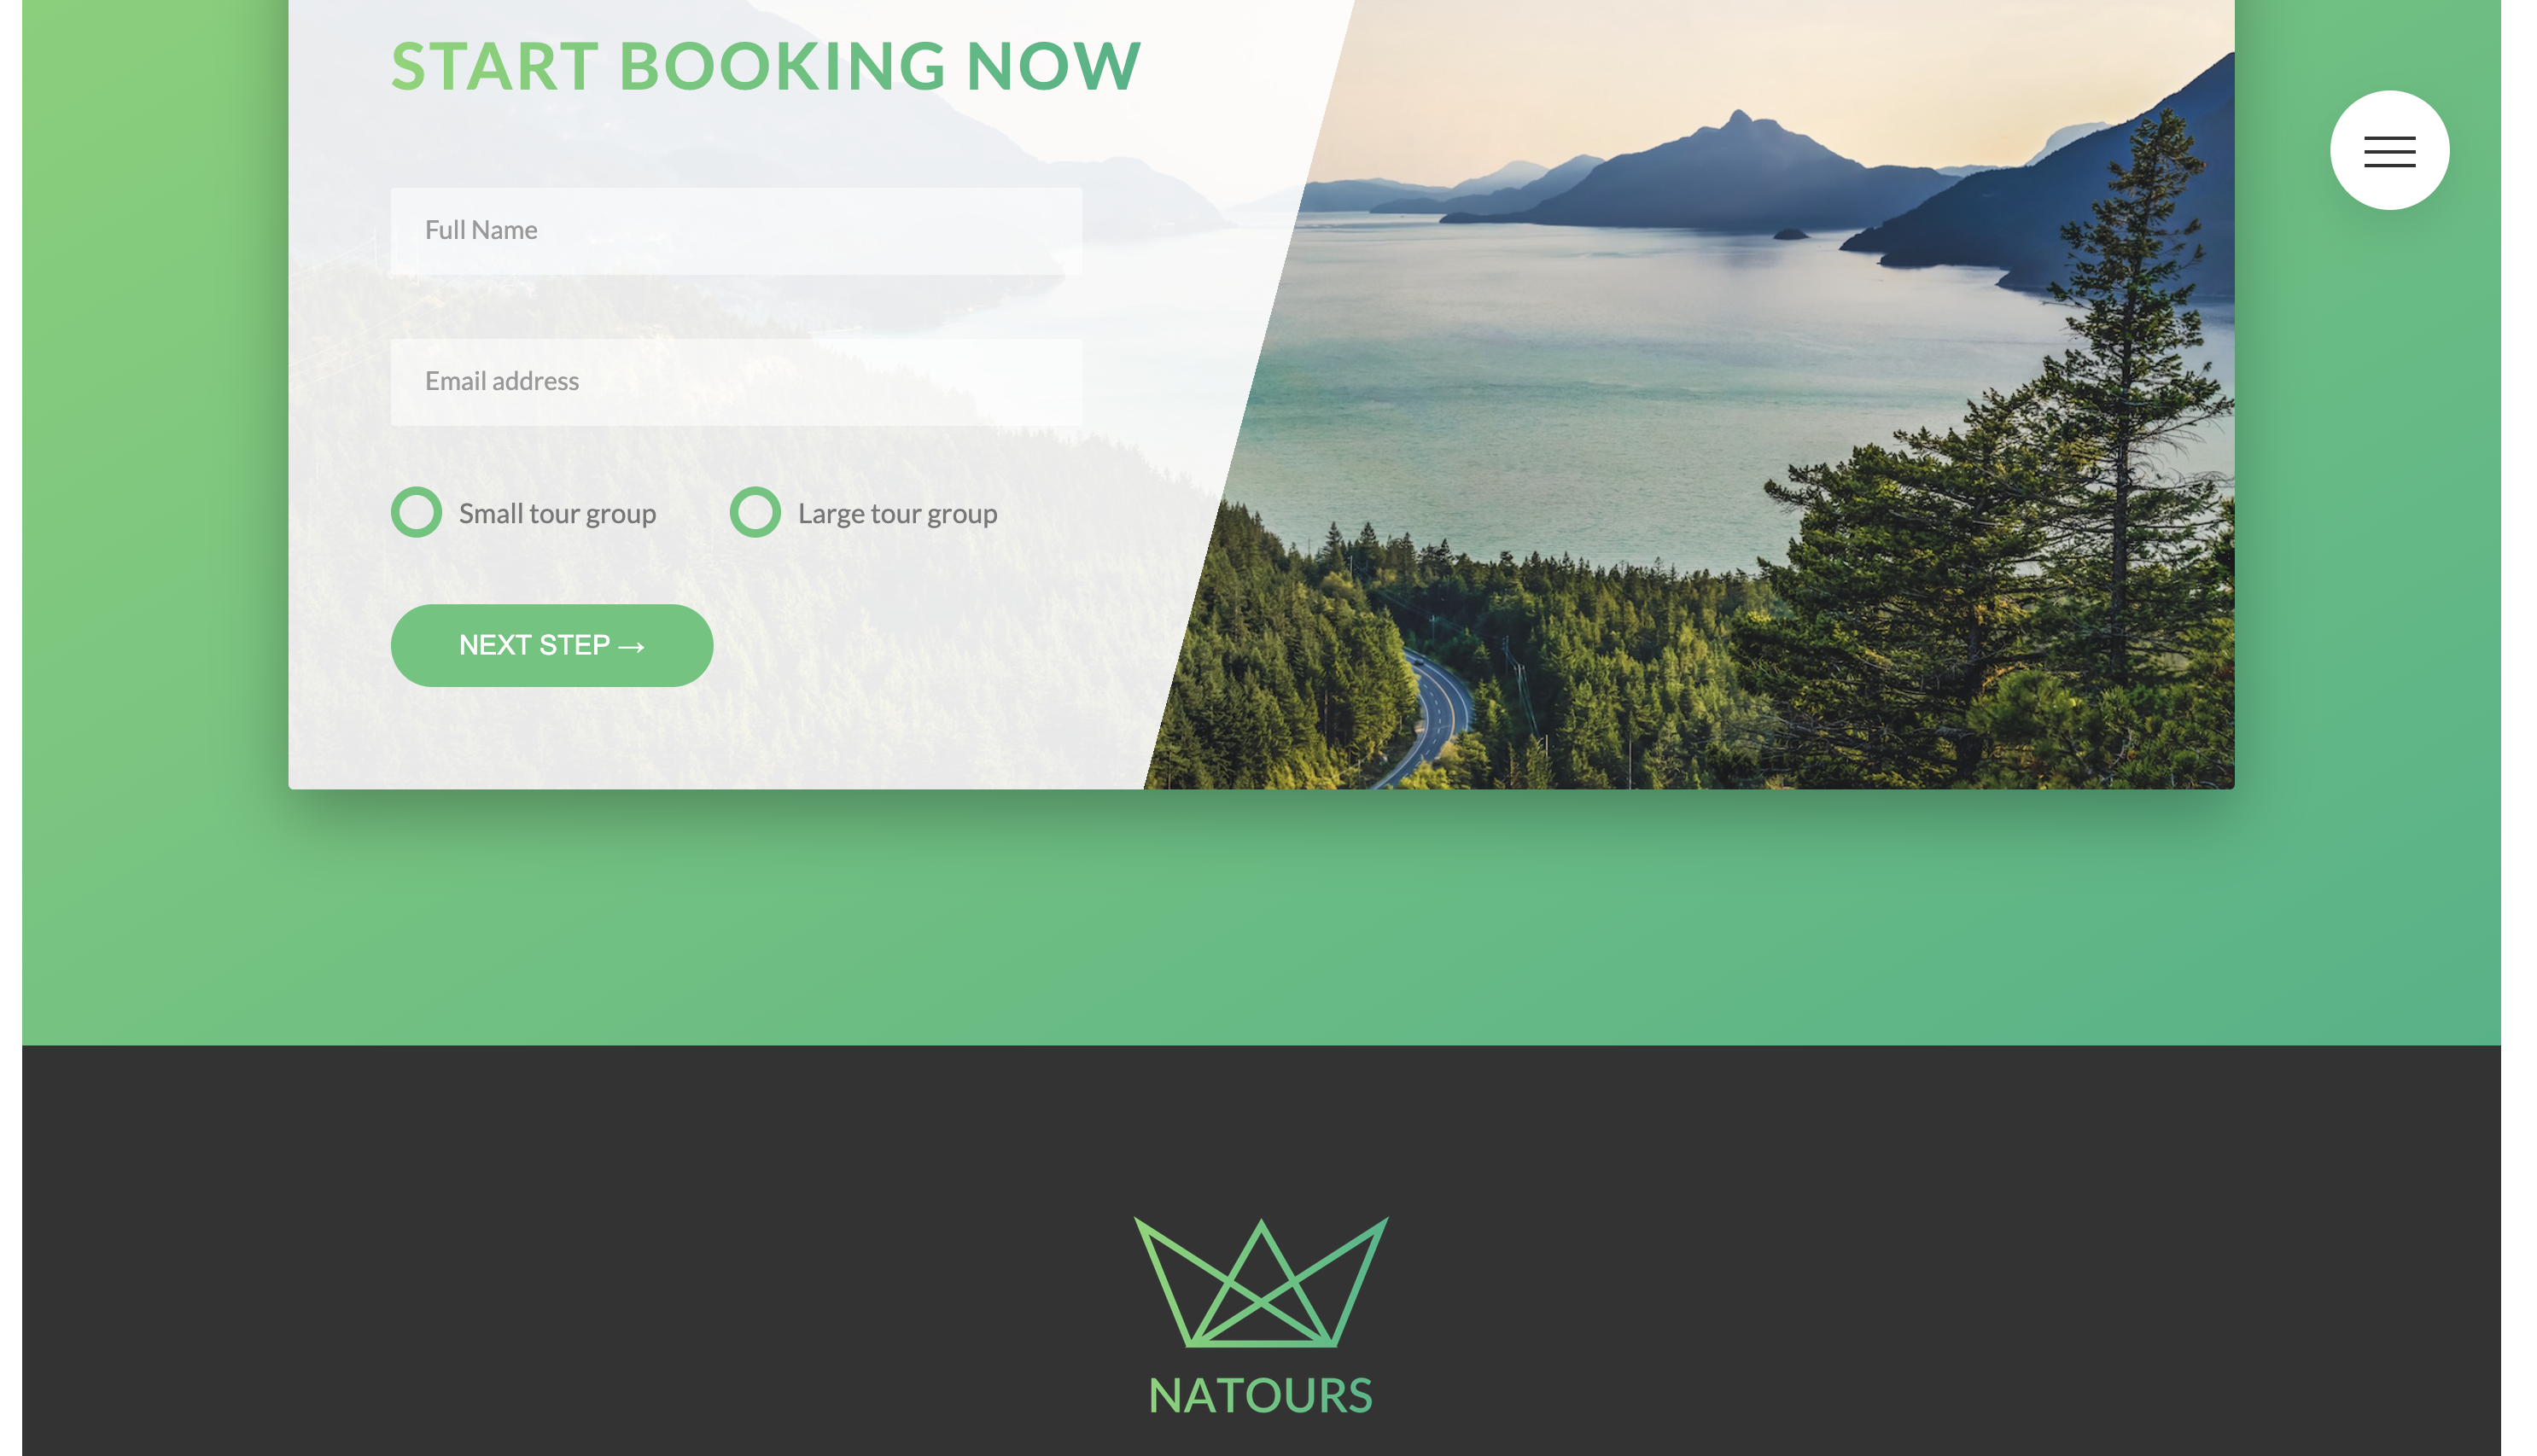 START BOOKING NOW
Full Name
Email address
Small tour group
Large tour group
NEXT STEP →
NATOURS